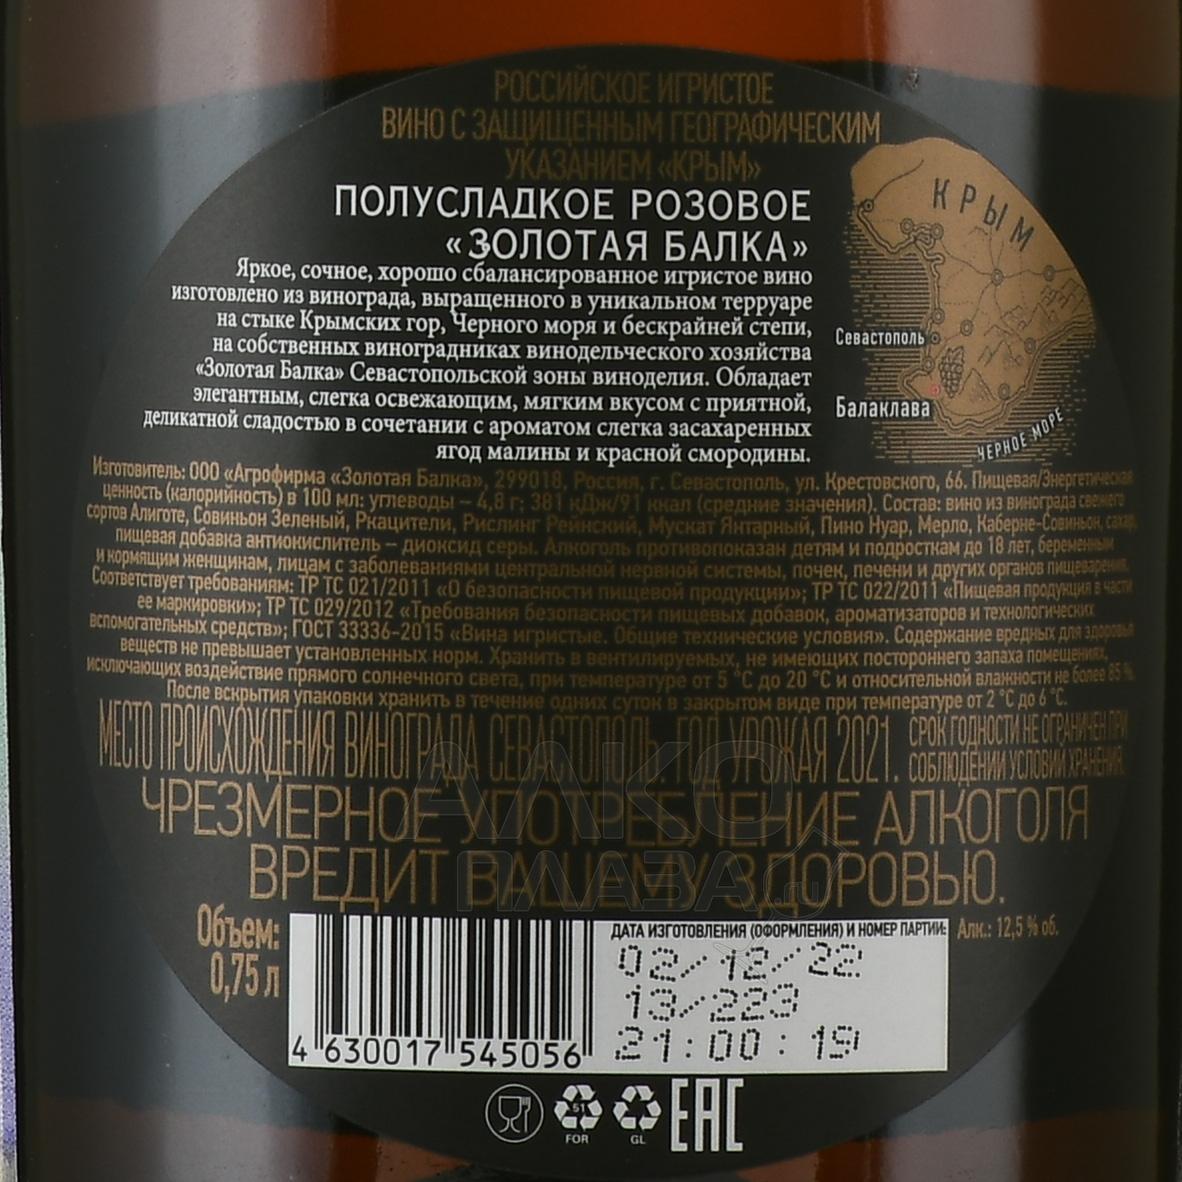 РОССИЙСКОЕ ИГРИСТОЕ
ВИНО С ЗАЩИЩЕННЫМ ГЕОГРАФИЧЕСКИМ
УКАЗАНИЕМ «КРЫМ»
ПОЛУСЛАДКОЕ РОЗОВОЕ
«ЗОЛОТАЯ БАЛКА»
Яркое, сочное, хорошо сбалансированное игристое вино
изготовлено из винограда, выращенного в уникальном терруаре
на стыке Крымских гор, Черного моря и бескрайней степи,
на собственных виноградниках винодельческого хозяйства
«Золотая Балка» Севастопольской зоны виноделия. Обладает
элегантным, слегка освежающим, мягким вкусом с приятной,
деликатной сладостью в сочетании с ароматом слегка засахаренных
ягод малины и красной смородины.
КРЫМ
Севастополь
Балаклава
ЧЕРНОЕ МОРЕ
Изготовитель: ООО «Агрофирма «Золотая Балка», 299018, Россия, г. Севастополь, ул. Крестовского, 66. Пищевая/Энергетическая
ценность (калорийность) в 100 мл: углеводы – 4,8 г; 381 кДж/91 ккал (средние значения). Состав: вино из винограда свежего
сортов Алиготе, Совиньон Зеленый, Ркацители, Рислинг Рейнский, Мускат Янтарный, Пино Нуар, Мерло, Каберне-Совиньон, сахар,
пищевая добавка антиокислитель – диоксид серы. Алкоголь противопоказан детям и подросткам до 18 лет, беременным
и кормящим женщинам, лицам с заболеваниями центральной нервной системы, почек, печени и других органов пищеварения.
Соответствует требованиям: ТР ТС 021/2011 «О безопасности пищевой продукции»; ТР ТС 022/2011 «Пищевая продукция в части
ее маркировки»; ТР ТС 029/2012 «Требования безопасности пищевых добавок, ароматизаторов и технологических
вспомогательных средств»; ГОСТ 33336-2015 «Вина игристые. Общие технические условия». Содержание вредных для здоровья
веществ не превышает установленных норм. Хранить в вентилируемых, не имеющих постороннего запаха помещениях,
исключающих воздействие прямого солнечного света, при температуре от 5 °С до 20 °С и относительной влажности не более 85 %.
После вскрытия упаковки хранить в течение одних суток в закрытом виде при температуре от 2 °С до 6 °С.
МЕСТО ПРОИСХОЖДЕНИЯ ВИНОГРАДА СЕВАСТОПОЛЬ. ГОД УРОЖАЯ 2021.
СРОК ГОДНОСТИ НЕ ОГРАНИЧЕН ПРИ
СОБЛЮДЕНИИ УСЛОВИЙ ХРАНЕНИЯ.
ЧРЕЗМЕРНОЕ УПОТРЕБЛЕНИЕ АЛКОГОЛЯ
ВРЕДИТ ВАШЕМУ ЗДОРОВЬЮ.
АЛКО
ПЛАЗА.ru
Объем:
0,75 л
4 630017 545056
ДАТА ИЗГОТОВЛЕНИЯ (ОФОРМЛЕНИЯ) И НОМЕР ПАРТИИ:
02/12/22
13/223
21:00:19
Алк.: 12,5 % об.
51
FOR
GL
EAC